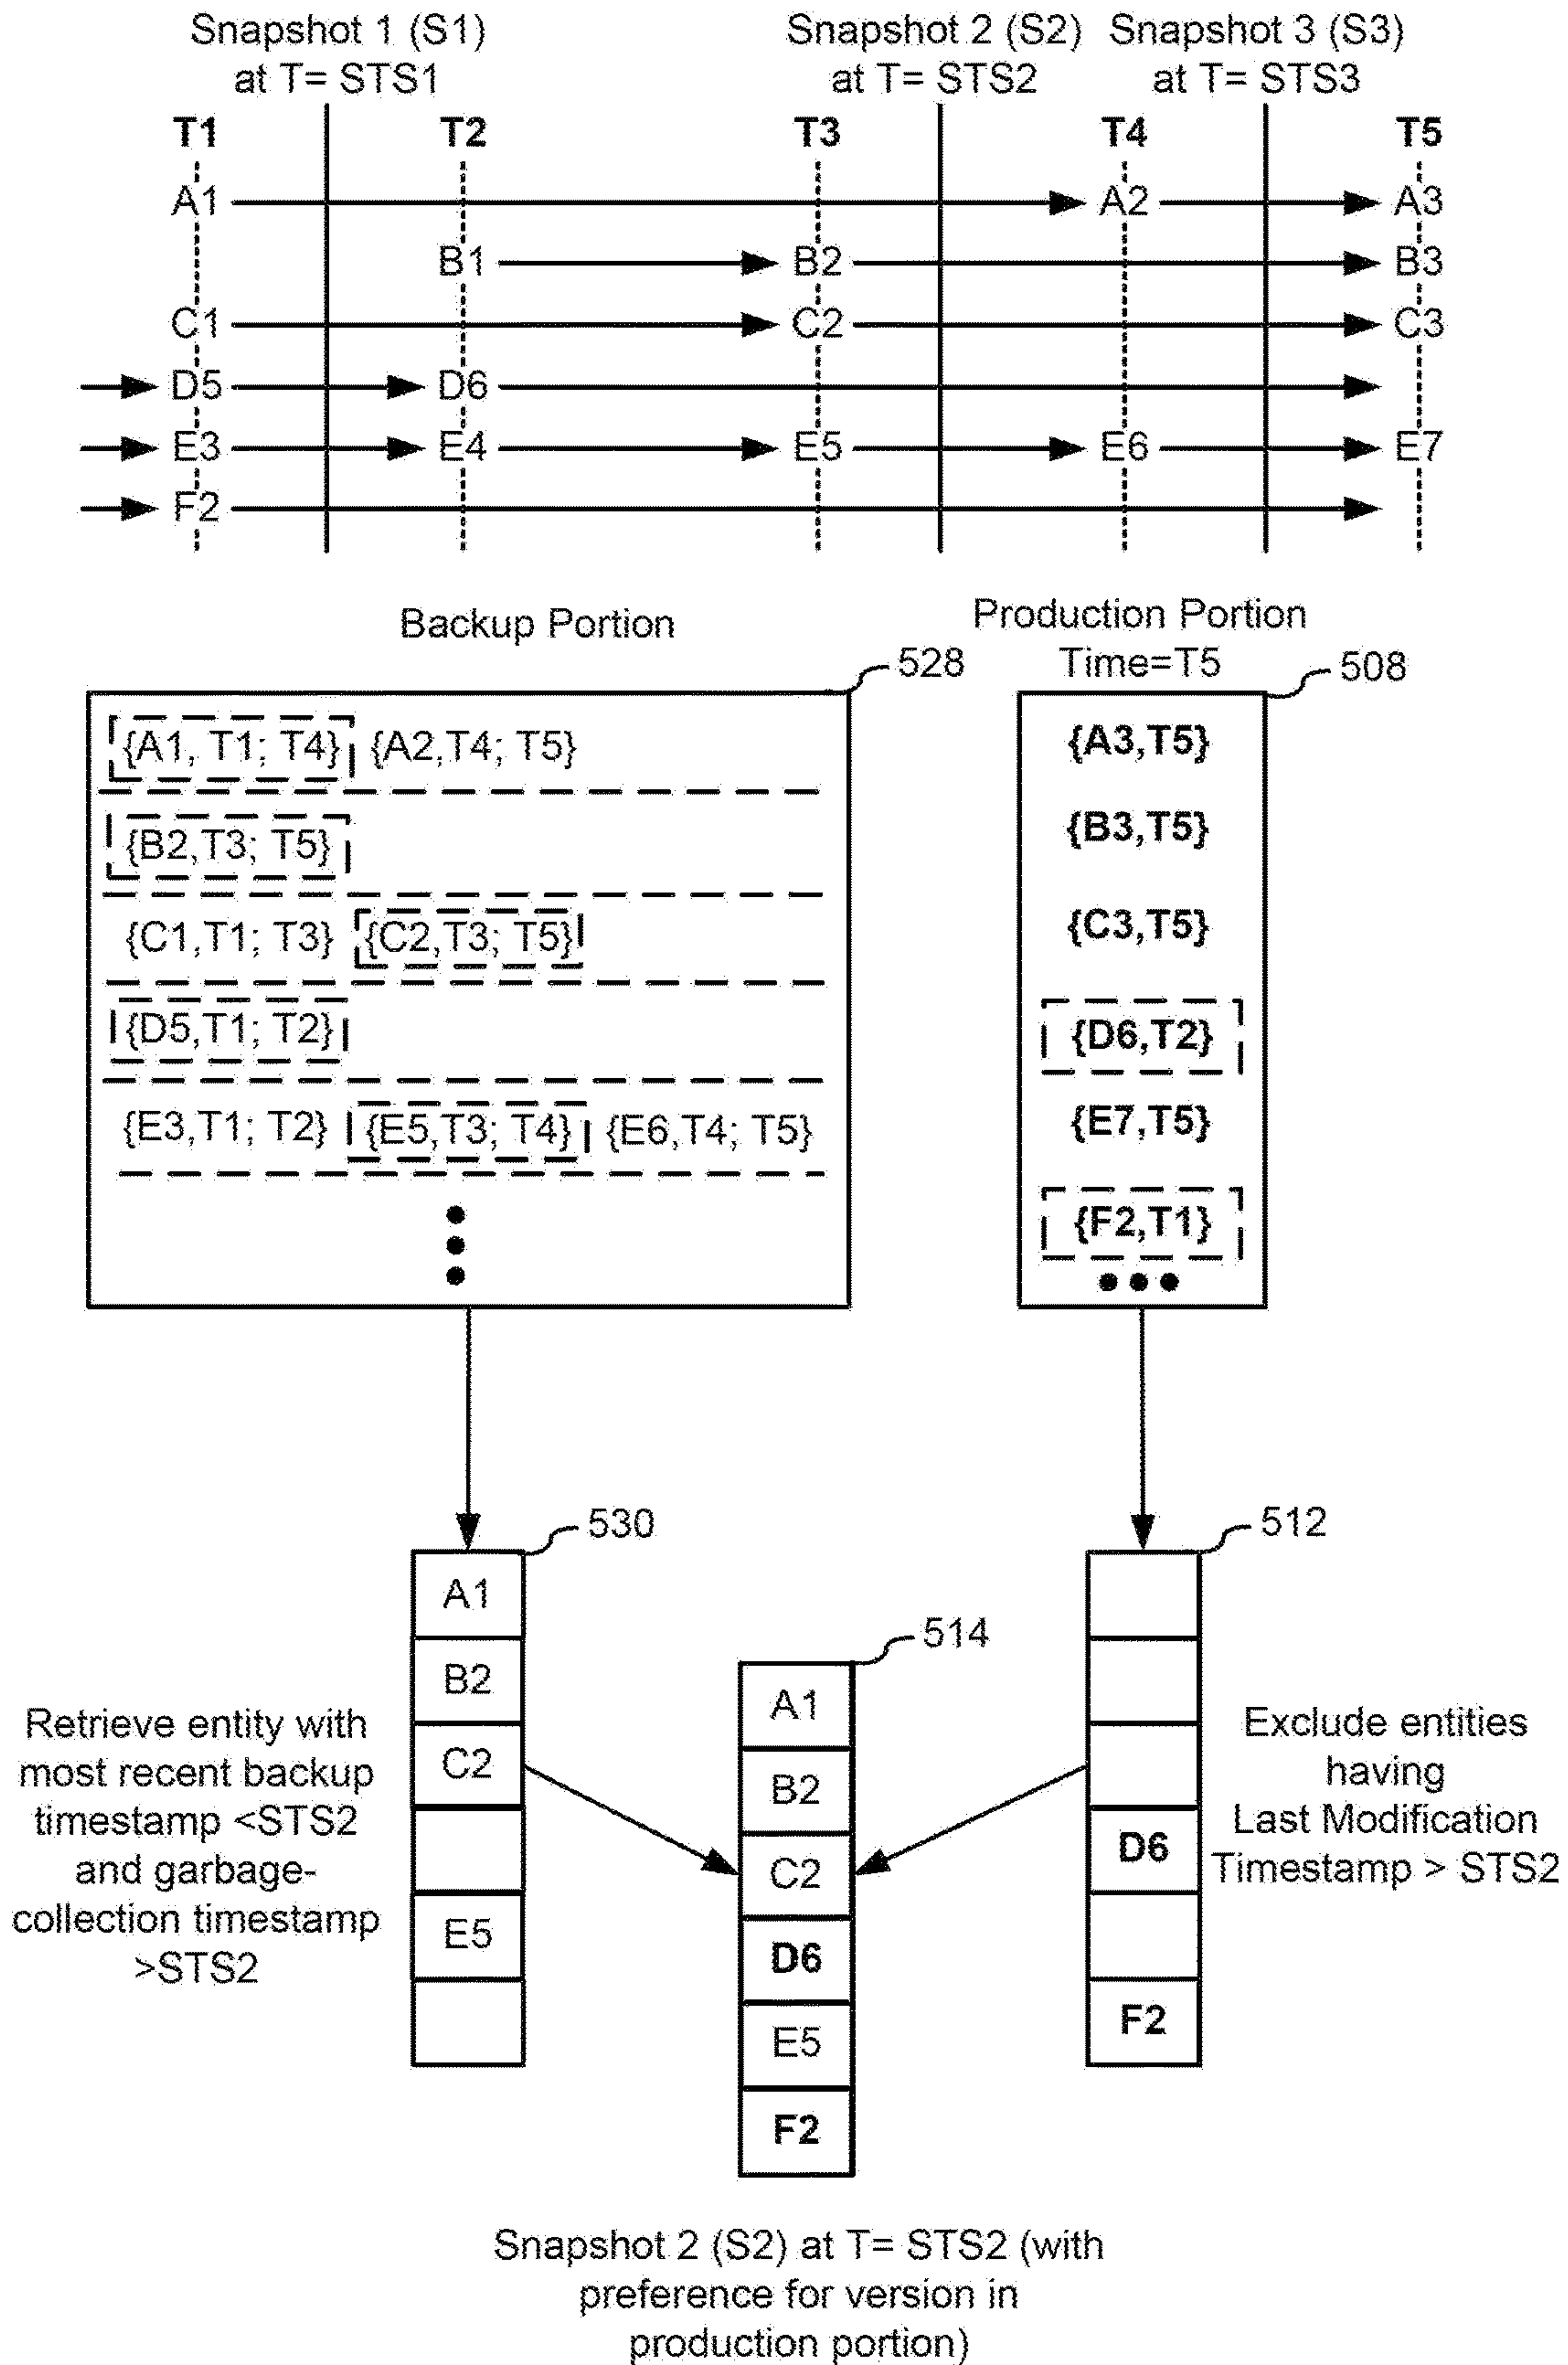 Snapshot 1 (S1)
at T= STS1
Snapshot 2 (S2)
at T= STS2
Snapshot 3 (S3)
at T= STS3
T1 T2 T3 T4 T5
A1 A2 A3
B1 B2 B3
C1 C2 C3
D5 D6
E3 E4 E5 E6 E7
F2
Backup Portion
528
Production Portion
Time=T5
508
{A1, T1; T4} {A2,T4; T5}
{B2,T3; T5}
{C1,T1; T3} {C2,T3; T5}
{D5,T1; T2}
{E3,T1; T2} {E5,T3; T4} {E6,T4; T5}
{A3,T5}
{B3,T5}
{C3,T5}
{D6,T2}
{E7,T5}
{F2,T1}
530
A1
B2
C2
E5
Retrieve entity with
most recent backup
timestamp <STS2
and garbage-
collection timestamp
>STS2
514
A1
B2
C2
D6
E5
F2
512
D6
F2
Exclude entities
having
Last Modification
Timestamp > STS2
Snapshot 2 (S2) at T= STS2 (with
preference for version in
production portion)